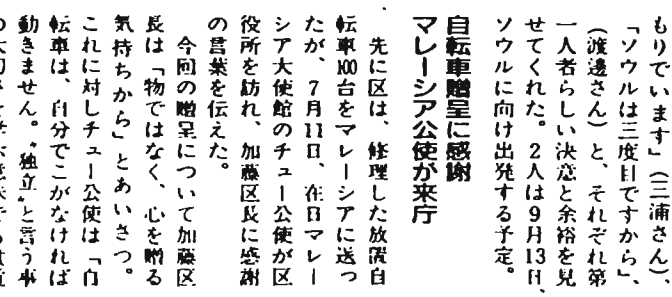 もりでいます」(三浦さん)、
「ソウルは三度目ですから」、
(渡邊さん)と、それぞれ第
一人者らしい決意と余裕を見
せてくれた。2人は9月13日、
ソウルに向け出発する予定。
自転車贈呈に感謝
マレーシア公使が来庁
先に区は、修理した放置自
転車100台をマレーシアに送っ
たが、7月11日、在日マレー
シア大使館のチュー公使が区
役所を訪れ、加藤区長に感謝
の言葉を伝えた。
今回の贈呈について加藤区
長は「物ではなく、心を贈る
気持ちから」とあいさつ。
これに対しチュー公使は「自
転車は、自分でこがなければ
動きません。“独立”と言う事